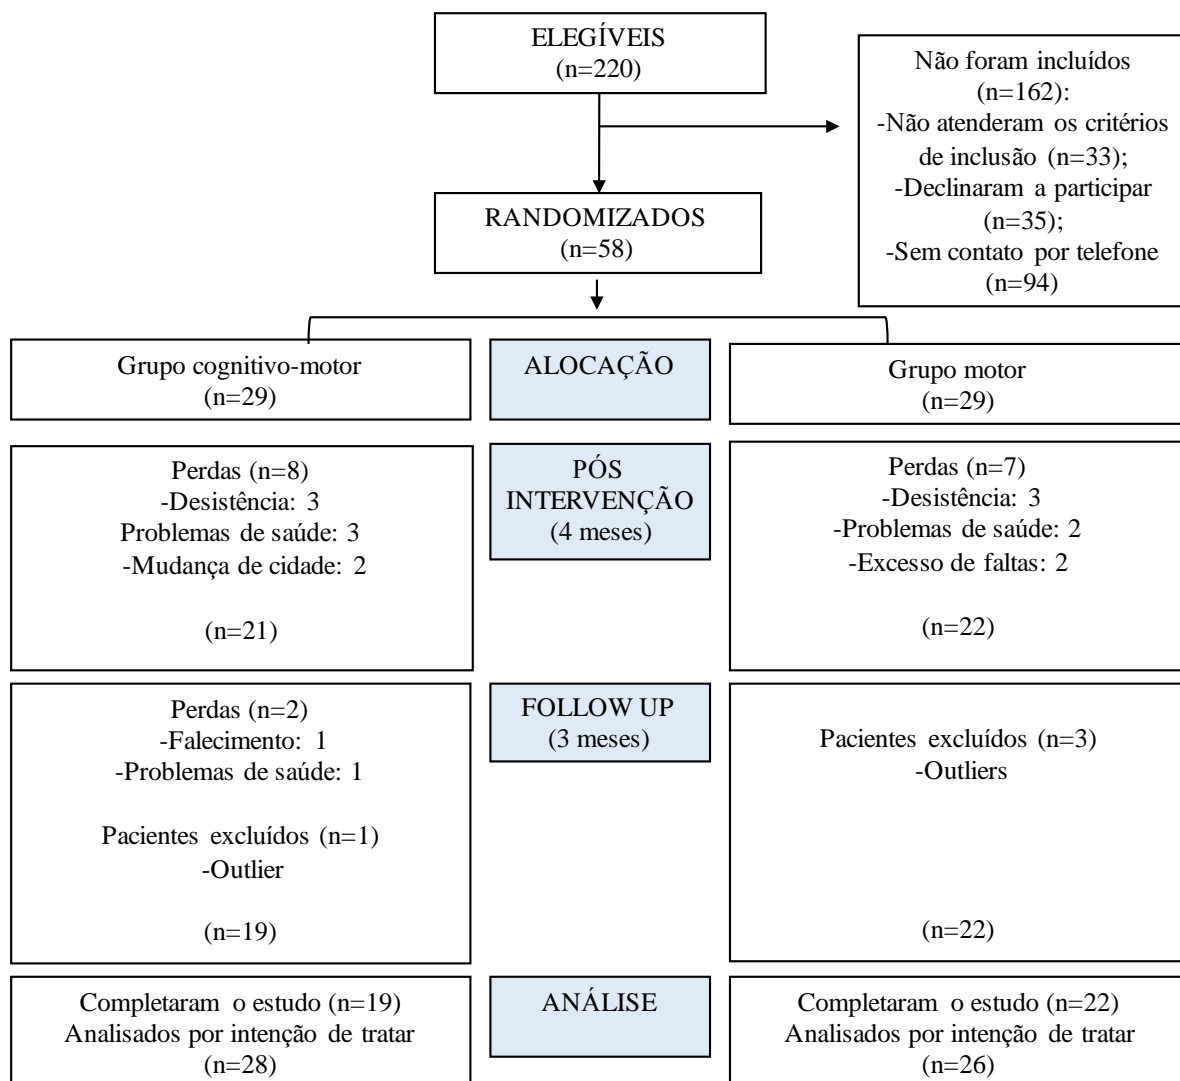 ELEGÍVEIS
(n=220)
Não foram incluídos
(n=162):
-Não atenderam os critérios
de inclusão (n=33);
-Declinaram a participar
(n=35);
-Sem contato por telefone
(n=94)
RANDOMIZADOS
(n=58)
Grupo cognitivo-motor
(n=29)
ALOCAÇÃO
Grupo motor
(n=29)
Perdas (n=8)
-Desistência: 3
Problemas de saúde: 3
-Mudança de cidade: 2
(n=21)
PÓS
INTERVENÇÃO
(4 meses)
Perdas (n=7)
-Desistência: 3
-Problemas de saúde: 2
-Excesso de faltas: 2
(n=22)
Perdas (n=2)
-Falecimento: 1
-Problemas de saúde: 1
Pacientes excluídos (n=1)
-Outlier
(n=19)
FOLLOW UP
(3 meses)
Pacientes excluídos (n=3)
-Outliers
(n=22)
Completaram o estudo (n=19)
Analisados por intenção de tratar
(n=28)
ANÁLISE
Completaram o estudo (n=22)
Analisados por intenção de tratar
(n=26)